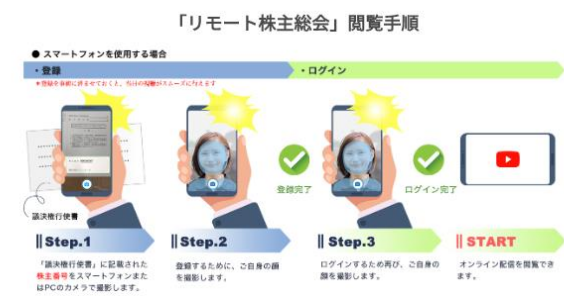 「リモート株主総会」閲覧手順
● スマートフォンを使用する場合
・登録
・ログイン
登録完了
ログイン完了
議決権行使書
Step.1
Step.2
Step.3
START
「議決権行使書」に記載された
株主番号をスマートフォンまた
はPCのカメラで撮影します。
登録するために、ご自身の顔
を撮影します。
ログインするため再び、ご自身の
顔を撮影します。
オンライン配信を閲覧でき
ます。